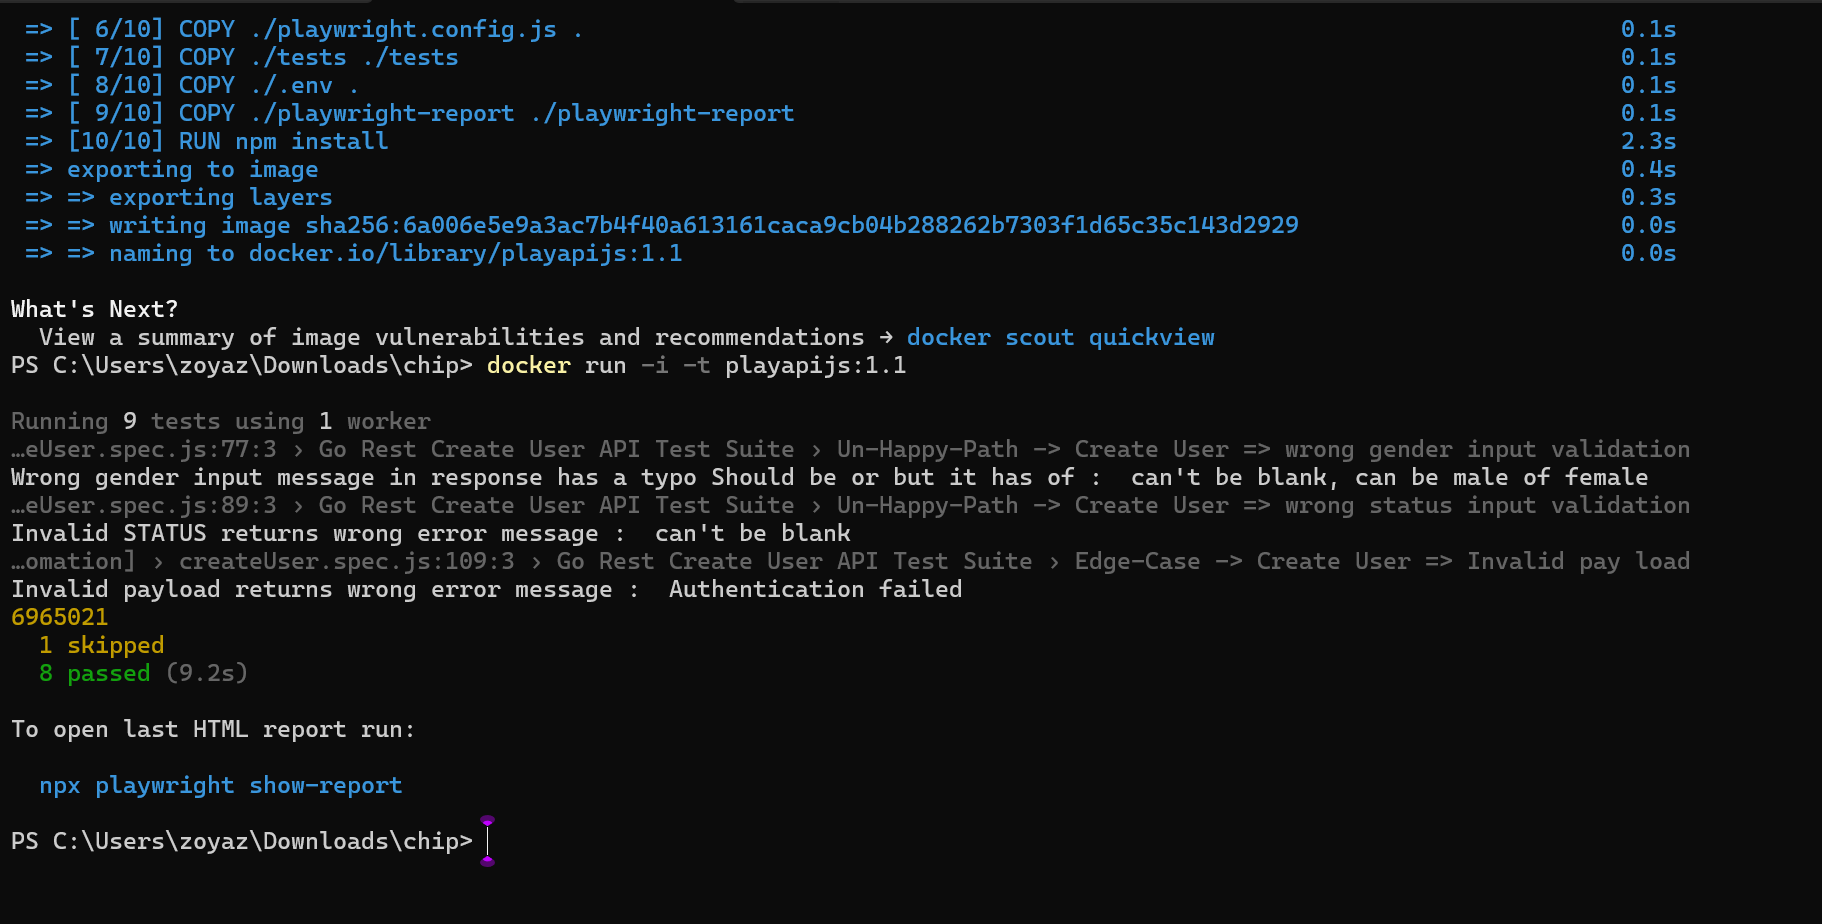 => [ 6/10] COPY ./playwright.config.js . 0.1s
=> [ 7/10] COPY ./tests ./tests 0.1s
=> [ 8/10] COPY ./.env . 0.1s
=> [ 9/10] COPY ./playwright-report ./playwright-report 0.1s
=> [10/10] RUN npm install 2.3s
=> exporting to image 0.4s
=> => exporting layers 0.3s
=> => writing image sha256:6a006e5e9a3ac7b4f40a613161caca9cb04b288262b7303f1d65c35c143d2929 0.0s
=> => naming to docker.io/library/playapijs:1.1 0.0s
What's Next?
View a summary of image vulnerabilities and recommendations → docker scout quickview
PS C:\Users\zoyaz\Downloads\chip> docker run -i -t playapijs:1.1
Running 9 tests using 1 worker
…eUser.spec.js:77:3 › Go Rest Create User API Test Suite › Un-Happy-Path -> Create User => wrong gender input validation
Wrong gender input message in response has a typo Should be or but it has of :  can't be blank, can be male of female
…eUser.spec.js:89:3 › Go Rest Create User API Test Suite › Un-Happy-Path -> Create User => wrong status input validation
Invalid STATUS returns wrong error message :  can't be blank
…omation] › createUser.spec.js:109:3 › Go Rest Create User API Test Suite › Edge-Case -> Create User => Invalid pay load
Invalid payload returns wrong error message :  Authentication failed
6965021
1 skipped
8 passed (9.2s)
To open last HTML report run:
npx playwright show-report
PS C:\Users\zoyaz\Downloads\chip>